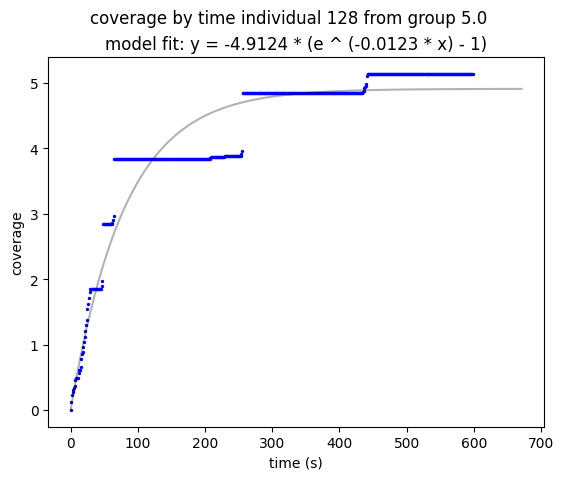 coverage by time individual 128 from group 5.0
model fit: y = -4.9124 * (e ^ (-0.0123 * x) - 1)
5
4
3
2
1
0
coverage
0 100 200 300 400 500 600 700
time (s)